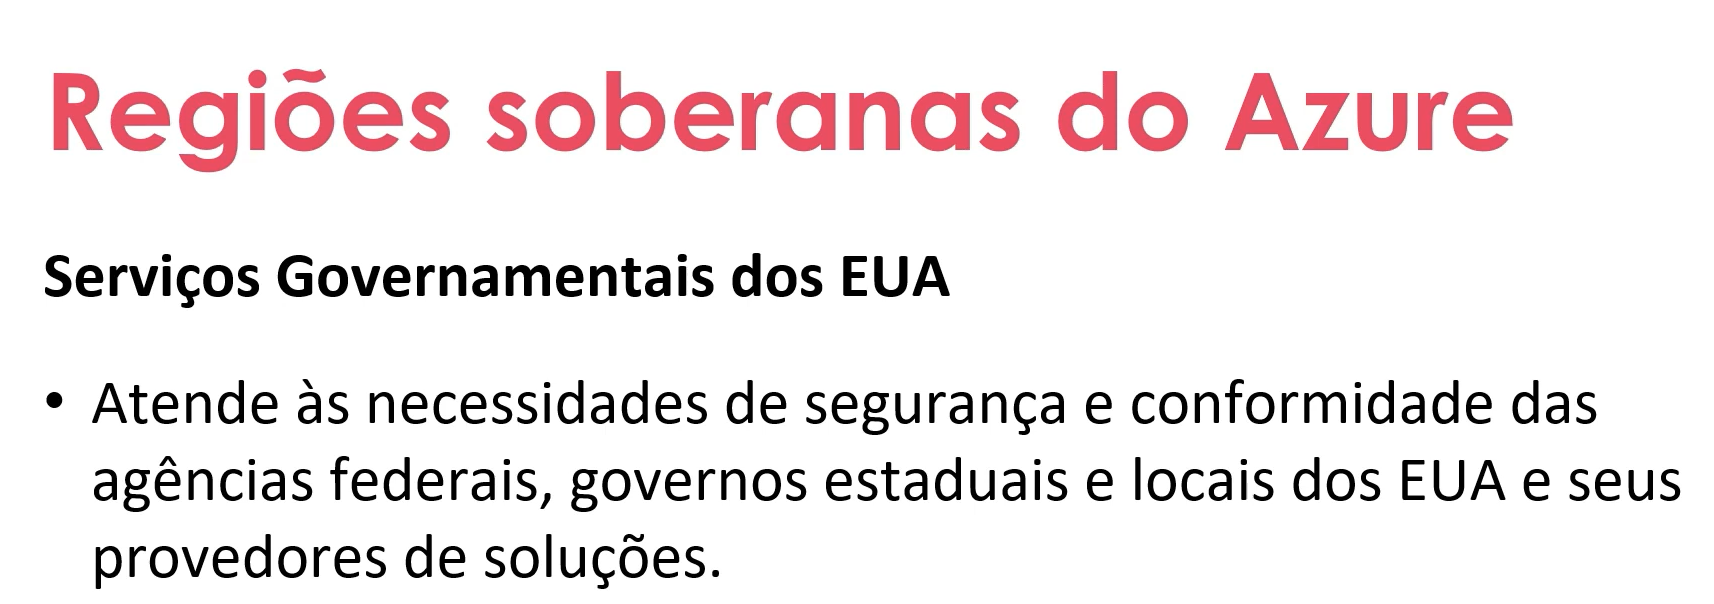 Regiões soberanas do Azure
Serviços Governamentais dos EUA
• Atende às necessidades de segurança e conformidade das
agências federais, governos estaduais e locais dos EUA e seus
provedores de soluções.